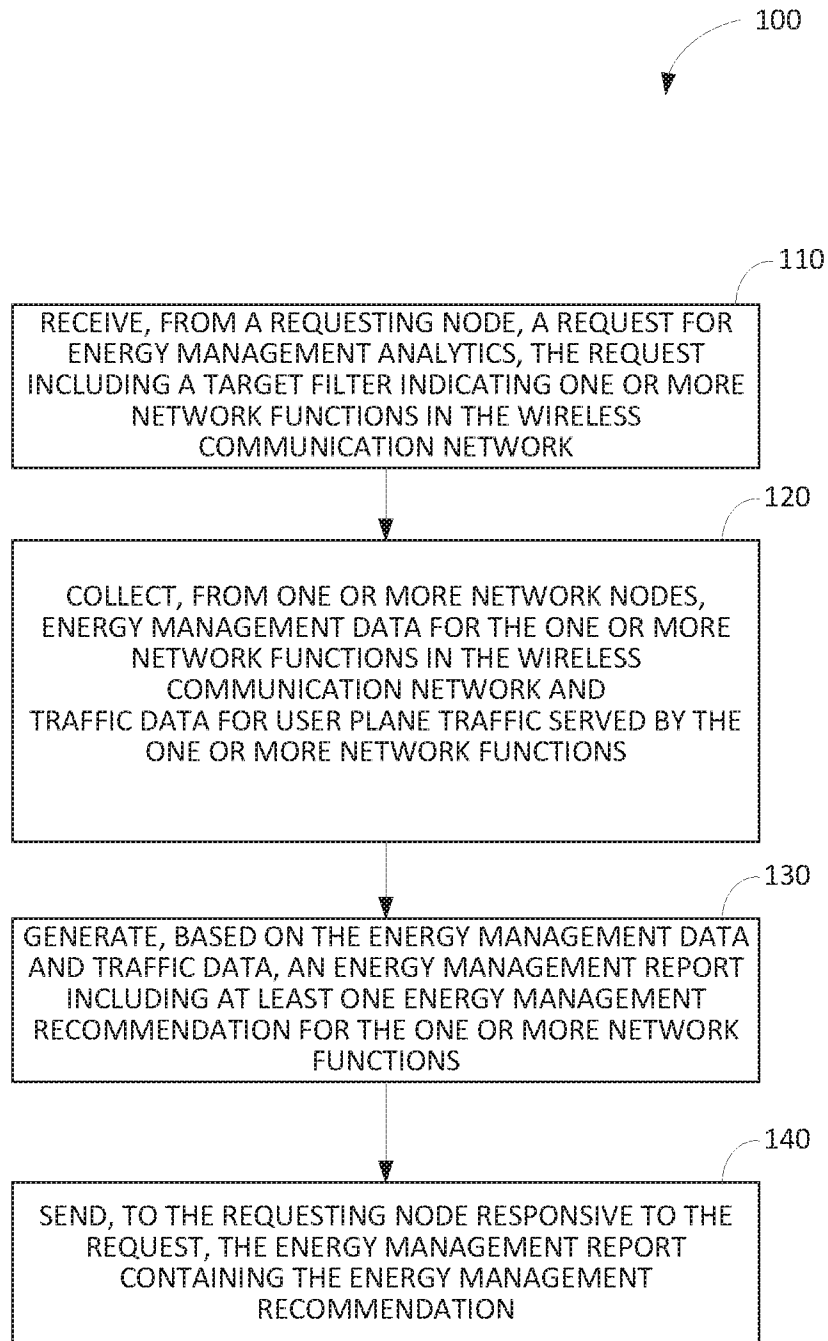 100
110
RECEIVE, FROM A REQUESTING NODE, A REQUEST FOR
ENERGY MANAGEMENT ANALYTICS, THE REQUEST
INCLUDING A TARGET FILTER INDICATING ONE OR MORE
NETWORK FUNCTIONS IN THE WIRELESS
COMMUNICATION NETWORK
120
COLLECT, FROM ONE OR MORE NETWORK NODES,
ENERGY MANAGEMENT DATA FOR THE ONE OR MORE
NETWORK FUNCTIONS IN THE WIRELESS
COMMUNICATION NETWORK AND
TRAFFIC DATA FOR USER PLANE TRAFFIC SERVED BY THE
ONE OR MORE NETWORK FUNCTIONS
130
GENERATE, BASED ON THE ENERGY MANAGEMENT DATA
AND TRAFFIC DATA, AN ENERGY MANAGEMENT REPORT
INCLUDING AT LEAST ONE ENERGY MANAGEMENT
RECOMMENDATION FOR THE ONE OR MORE NETWORK
FUNCTIONS
140
SEND, TO THE REQUESTING NODE RESPONSIVE TO THE
REQUEST, THE ENERGY MANAGEMENT REPORT
CONTAINING THE ENERGY MANAGEMENT
RECOMMENDATION